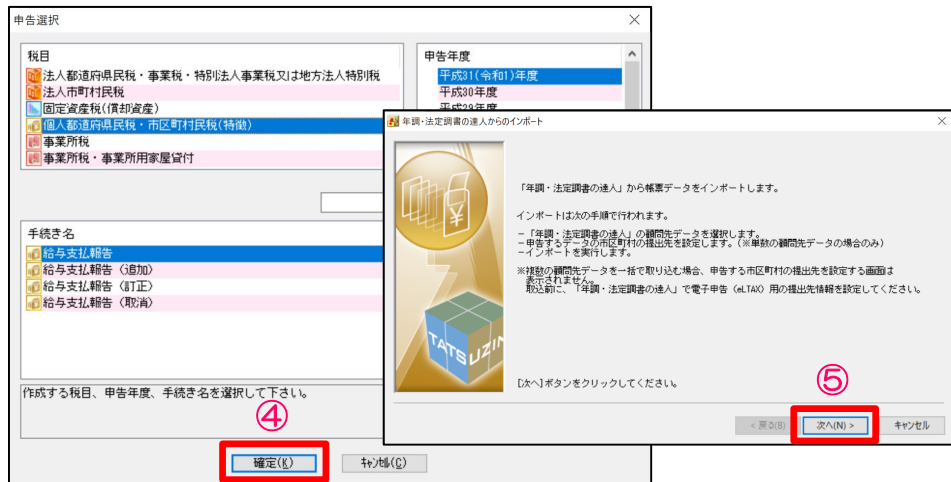 申告選択
税目
法人都道府県民税・事業税・特別法人事業税又は地方法人特別税
法人市町村民税
固定資産税(償却資産)
個人都道府県民税・市区町村民税(特徴)
事業所税
事業所税・事業所用家屋貸付
申告年度
平成31(令和1)年度
平成30年度
平成29年度
手続き名
給与支払報告
給与支払報告（追加）
給与支払報告（訂正）
給与支払報告（取消）
作成する税目、申告年度、手続き名を選択して下さい。
④
確定(K)
キャンセル(C)
年調・法定調書の達人からのインポート
「年調・法定調書の達人」から帳票データをインポートします。
インポートは次の手順で行われます。
－「年調・法定調書の達人」の顧問先データを選択します。
－申告するデータの市区町村の提出先を設定します。（※単数の顧問先データの場合のみ）
－インポートを実行します。
※複数の顧問先データを一括で取り込む場合、申告する市区町村の提出先を設定する画面は
表示されません。
取込前に、「年調・法定調書の達人」で電子申告（eLTAX）用の提出先情報を設定してください。
TATSUZIN
[次へ]ボタンをクリックしてください。
⑤
< 戻る(B)
次へ(N) >
キャンセル